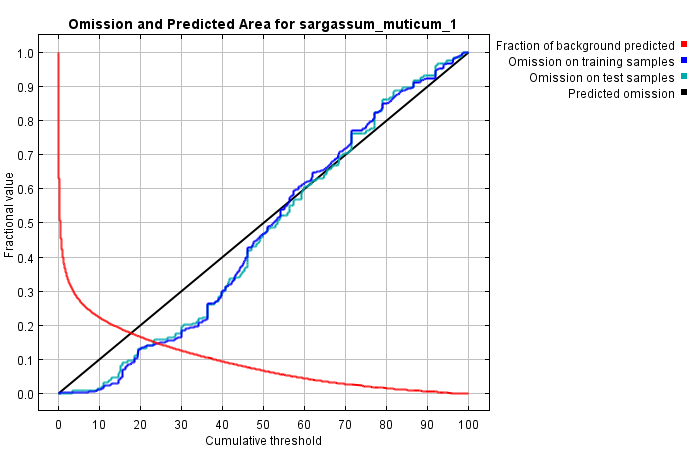 Omission and Predicted Area for sargassum_muticum_1
Fraction of background predicted
Omission on training samples
Omission on test samples
Predicted omission
Fractional value
1.0
0.9
0.8
0.7
0.6
0.5
0.4
0.3
0.2
0.1
0.0
0 10 20 30 40 50 60 70 80 90 100
Cumulative threshold